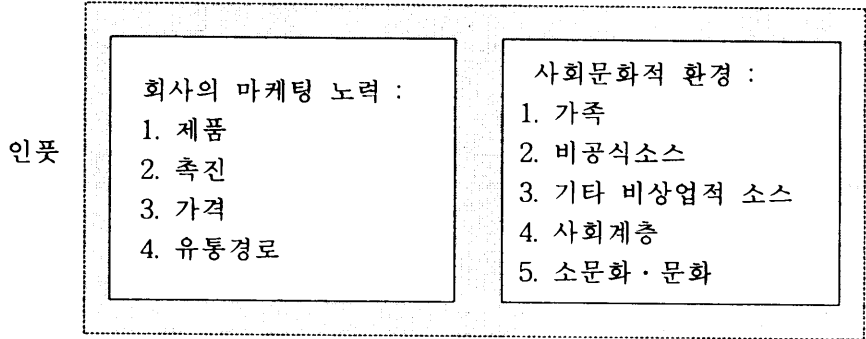 인풋
회사의 마케팅 노력 :
1. 제품
2. 촉진
3. 가격
4. 유통경로
사회문화적 환경 :
1. 가족
2. 비공식소스
3. 기타 비상업적 소스
4. 사회계층
5. 소문화 · 문화